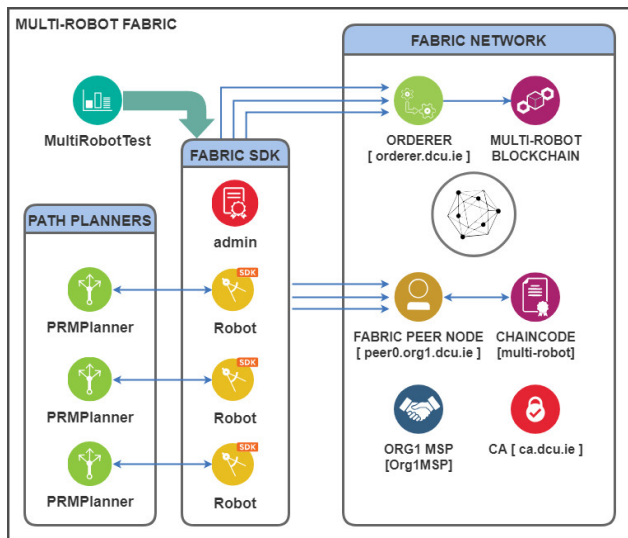 MULTI-ROBOT FABRIC
FABRIC NETWORK
MultiRobotTest
ORDERER
[ orderer.dcu.ie ]
MULTI-ROBOT
BLOCKCHAIN
FABRIC SDK
admin
PATH PLANNERS
PRMPlanner
SDK
Robot
PRMPlanner
SDK
Robot
PRMPlanner
SDK
Robot
FABRIC PEER NODE
[ peer0.org1.dcu.ie ]
CHAINCODE
[multi-robot]
ORG1 MSP
[Org1MSP]
CA [ ca.dcu.ie ]